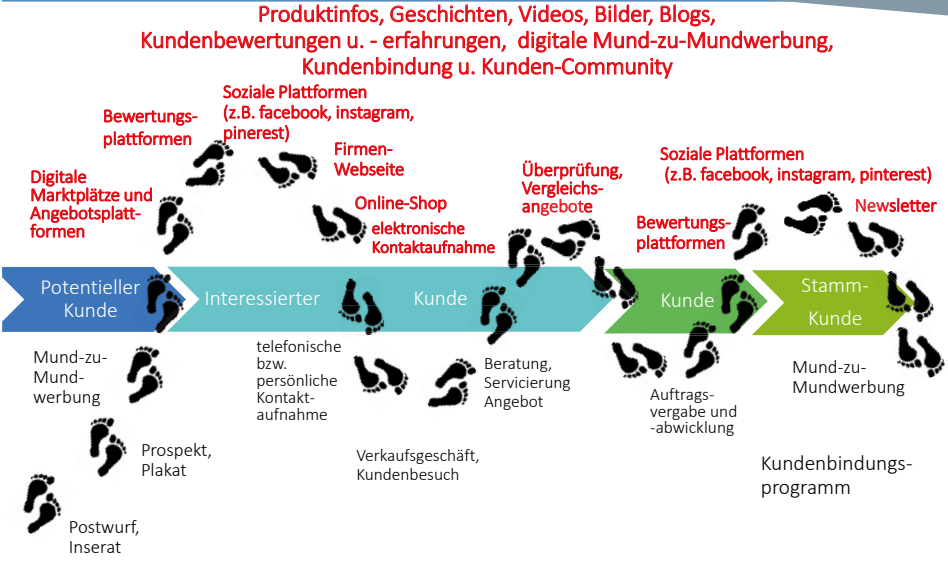 Produktinfos, Geschichten, Videos, Bilder, Blogs,
Kundenbewertungen u. - erfahrungen, digitale Mund-zu-Mundwerbung,
Kundenbindung u. Kunden-Community
Soziale Plattformen
(z.B. facebook, instagram,
pinerest)
Bewertungs-
plattformen
Firmen-
Webseite
Digitale
Marktplätze und
Angebotsplatt-
formen
Online-Shop
elektronische
Kontaktaufnahme
Überprüfung,
Vergleichs-
angebote
Soziale Plattformen
(z.B. facebook, instagram, pinterest)
Bewertungs-
plattformen
Newsletter
Potentieller
Kunde
Interessierter
Kunde
Kunde
Stamm-
Kunde
Mund-zu-
Mund-
werbung
Prospekt,
Plakat
Postwurf,
Inserat
telefonische
bzw.
persönliche
Kontakt-
aufnahme
Verkaufsgeschäft,
Kundenbesuch
Beratung,
Servicierung
Angebot
Auftrags-
vergabe und
-abwicklung
Mund-zu-
Mundwerbung
Kundenbindungs-
programm